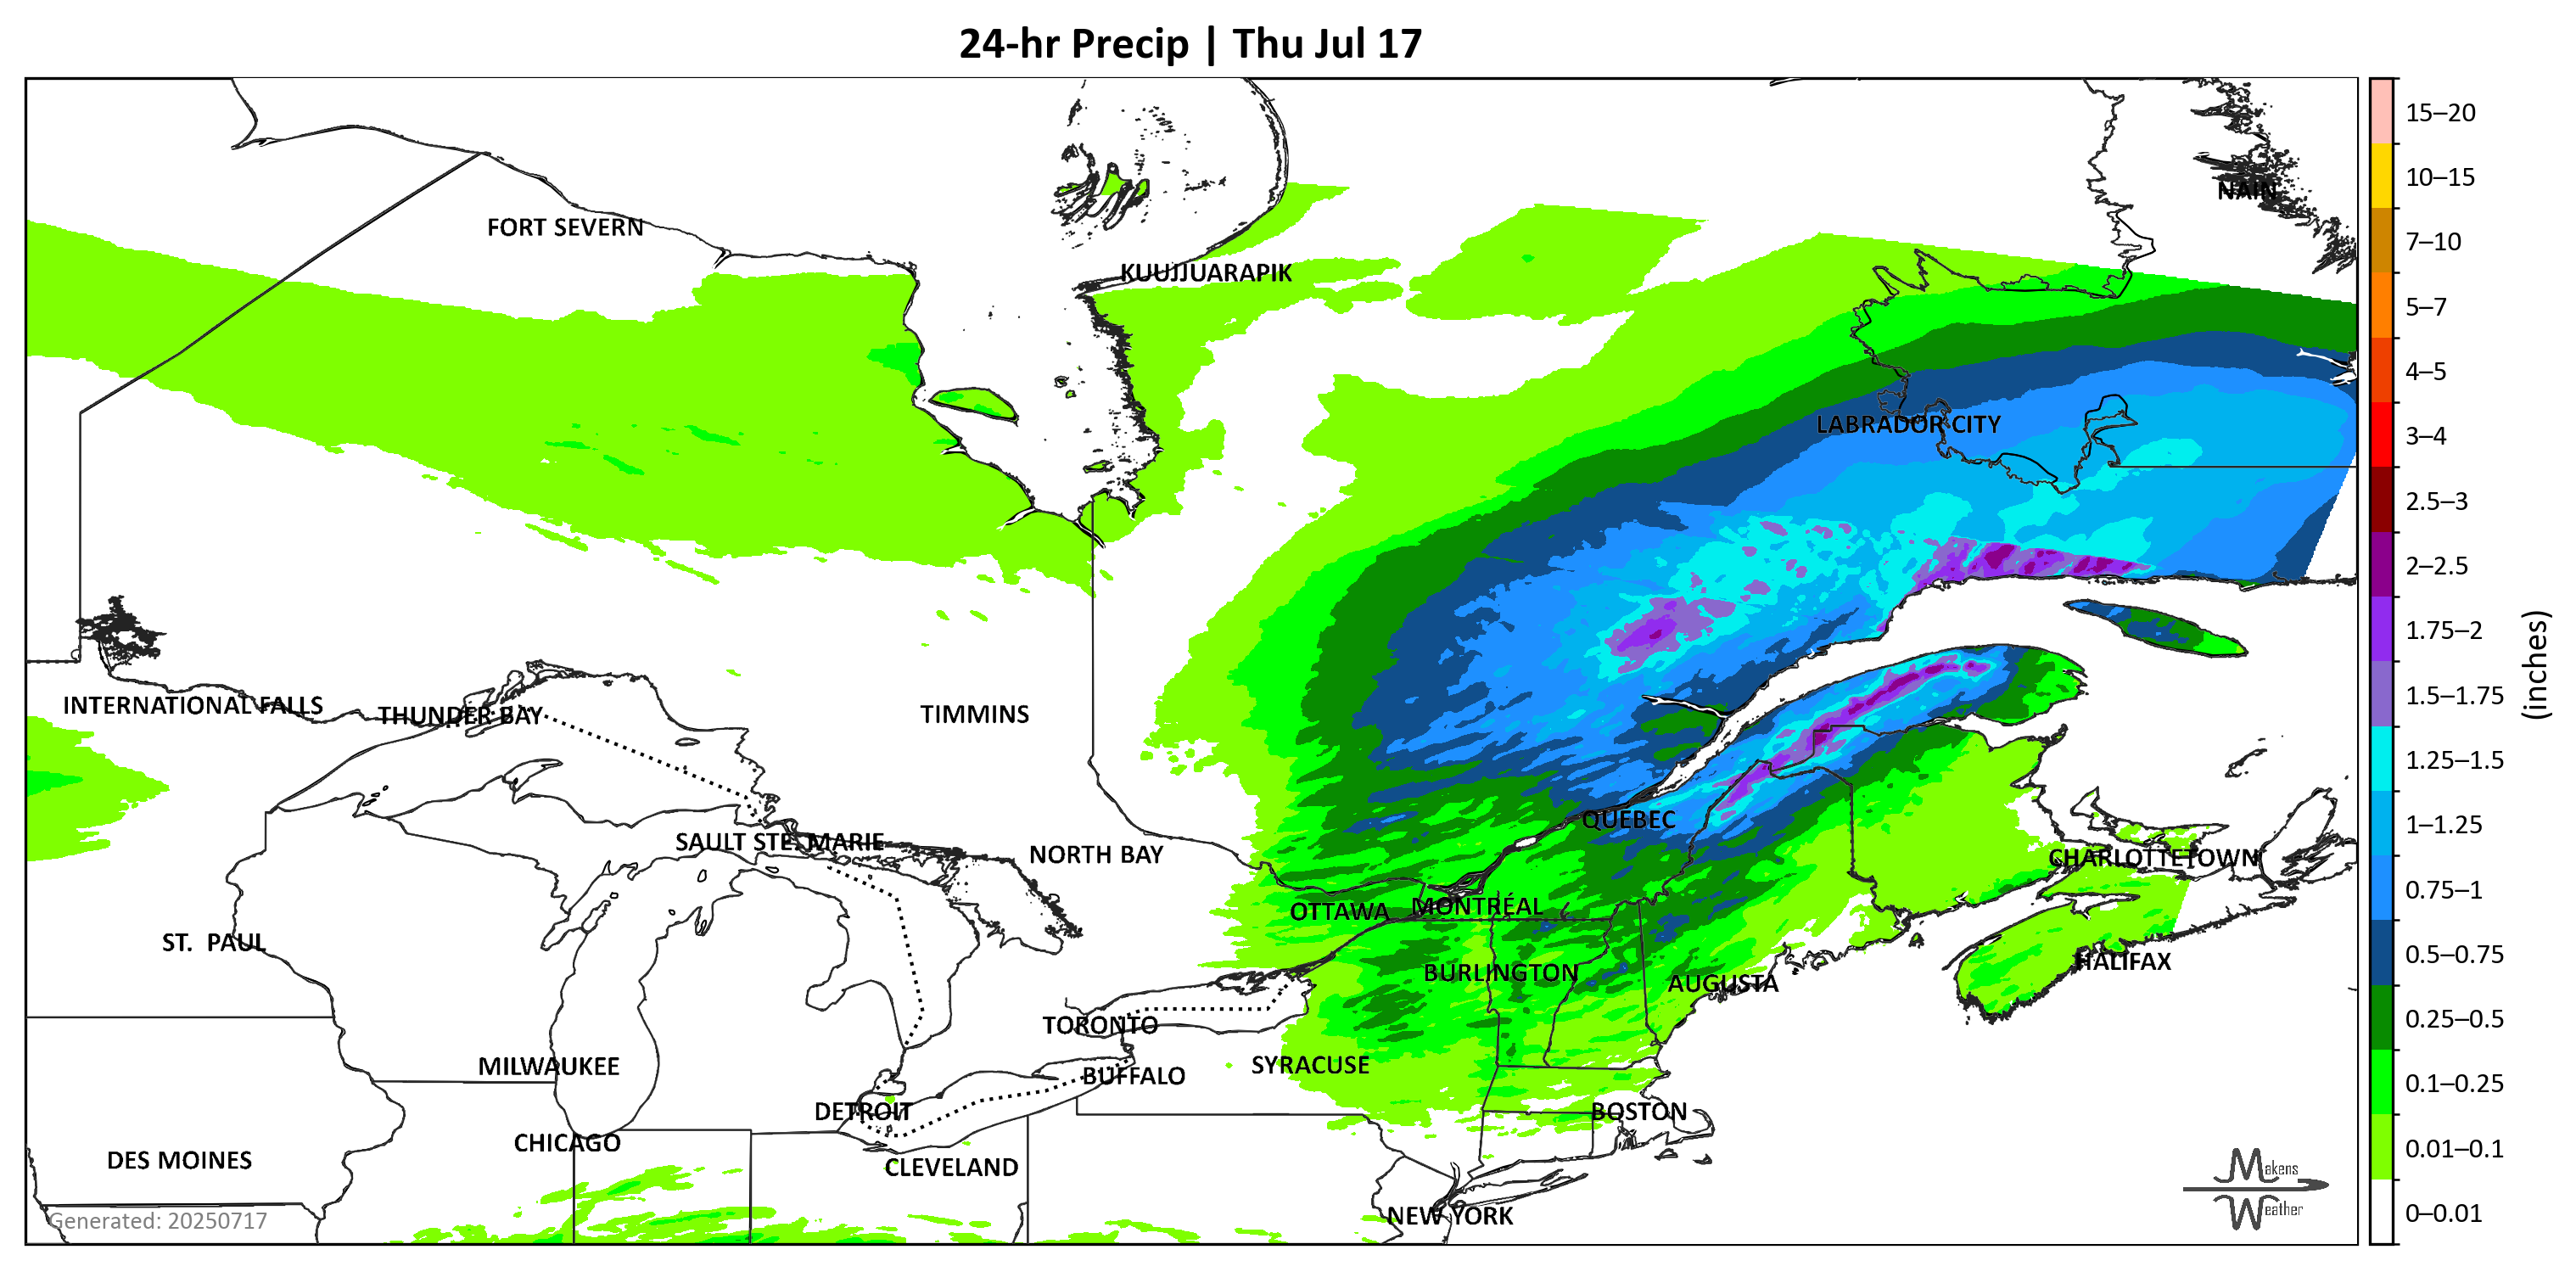 24-hr Precip | Thu Jul 17
NAIN
FORT SEVERN
KUUJJUARAPIK
LABRADOR CITY
INTERNATIONAL FALLS
THUNDER BAY
TIMMINS
QUEBEC
SAULT STE. MARIE
NORTH BAY
CHARLOTTETOWN
OTTAWA
MONTRÉAL
ST. PAUL
HALIFAX
BURLINGTON
AUGUSTA
TORONTO
MILWAUKEE
SYRACUSE
BUFFALO
DETROIT
BOSTON
CHICAGO
DES MOINES
CLEVELAND
NEW YORK
Generated: 20250717
Makens
Weather
15–20
10–15
7–10
5–7
4–5
3–4
2.5–3
2–2.5
1.75–2
1.5–1.75
1.25–1.5
1–1.25
0.75–1
0.5–0.75
0.25–0.5
0.1–0.25
0.01–0.1
0–0.01
(inches)